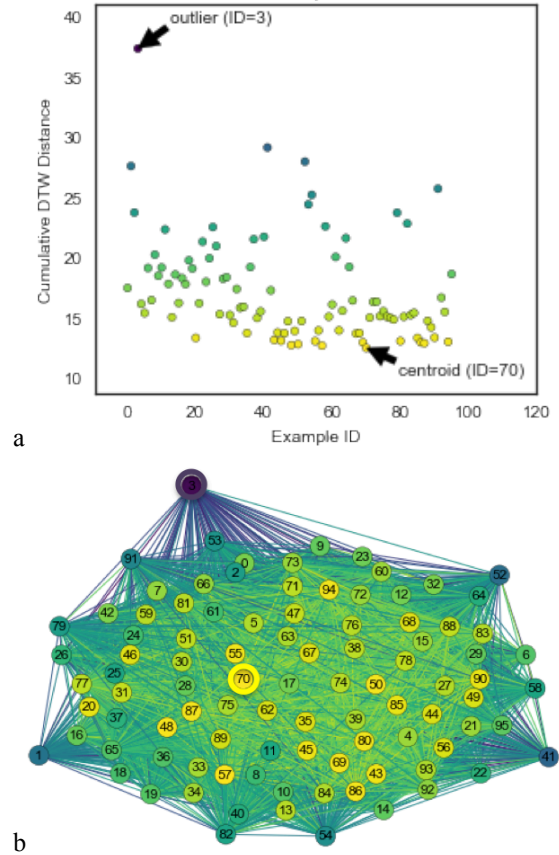 40
outlier (ID=3)
35
30
25
20
15
10
Cumulative DTW Distance
centroid (ID=70)
0 20 40 60 80 100 120
Example ID
a
3
53 9
91 0 73 23
2 60 52
66 71 94 32
7 72 12 64
81 61 47
42 59 5 76 68
79 24 51 63 15 88 83
26 46 55 67 38 29 6
30 78
25 70 17 74 50 27 90 58
77 31 28 49
20 75 62 85
37 87 35 39 44
16 48 21 95
65 89 11 45 80 4 56
1 36 69 41
18 33 57 8 43 93 22
19 34 10 84 86 92
40 13 14
82 54
b